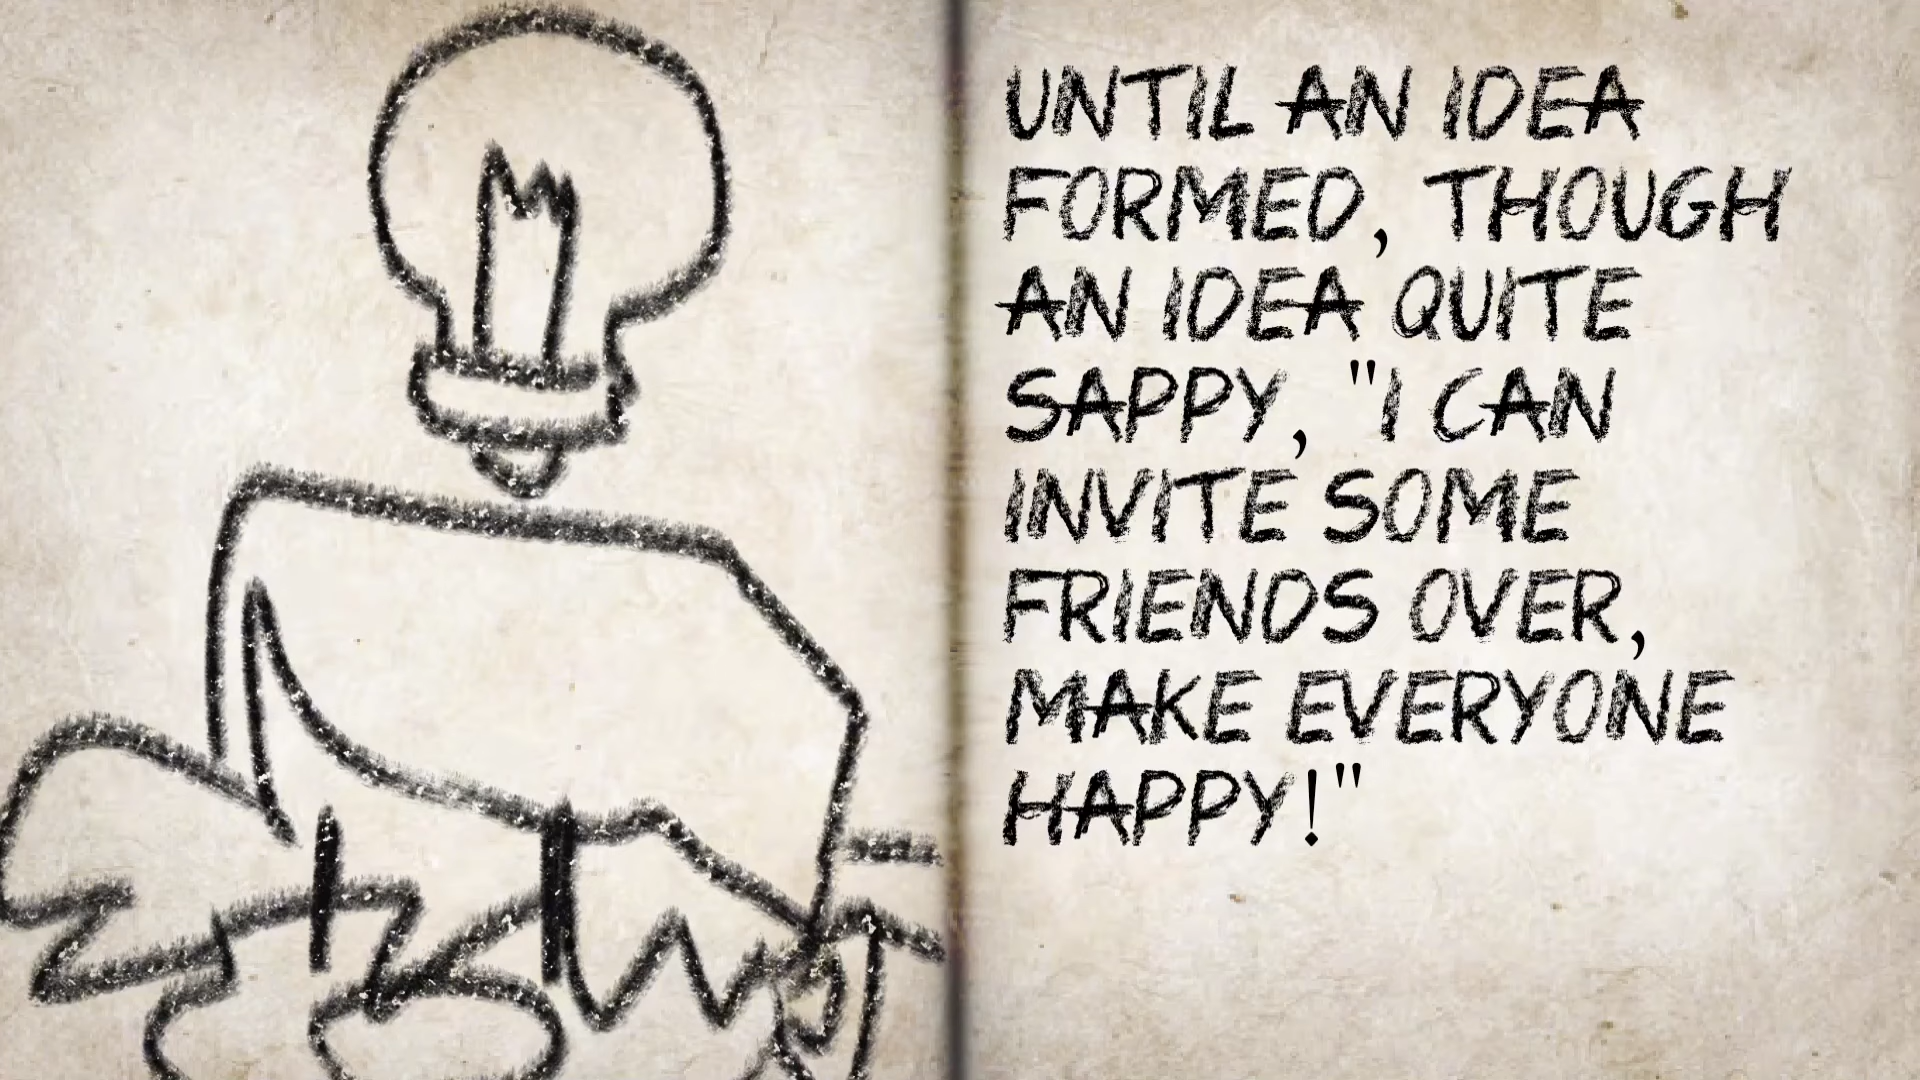 UNTIL AN IDEA
FORMED, THOUGH
AN IDEA QUITE
SAPPY, "I CAN
INVITE SOME
FRIENDS OVER,
MAKE EVERYONE
HAPPY!"